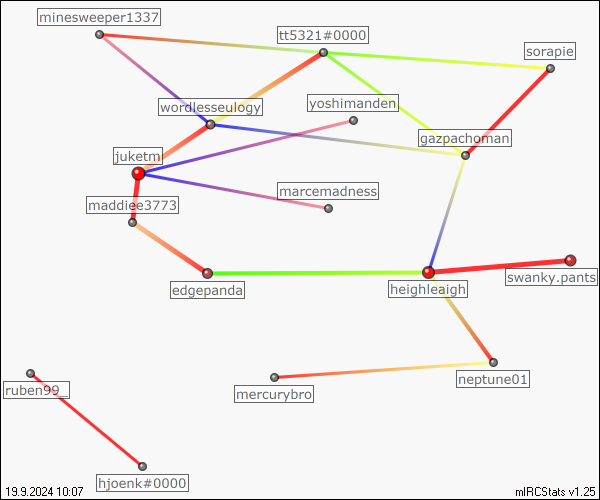 minesweeper1337
tt5321#0000
sorapie
wordlesseulogy
yoshimanden
gazpachoman
juketm
marcemadness
maddiee3773
edgepanda
heighleaigh
swanky.pants
ruben99_
mercurybro
neptune01
hjoenk#0000
19.9.2024 10:07
mIRCStats v1.25